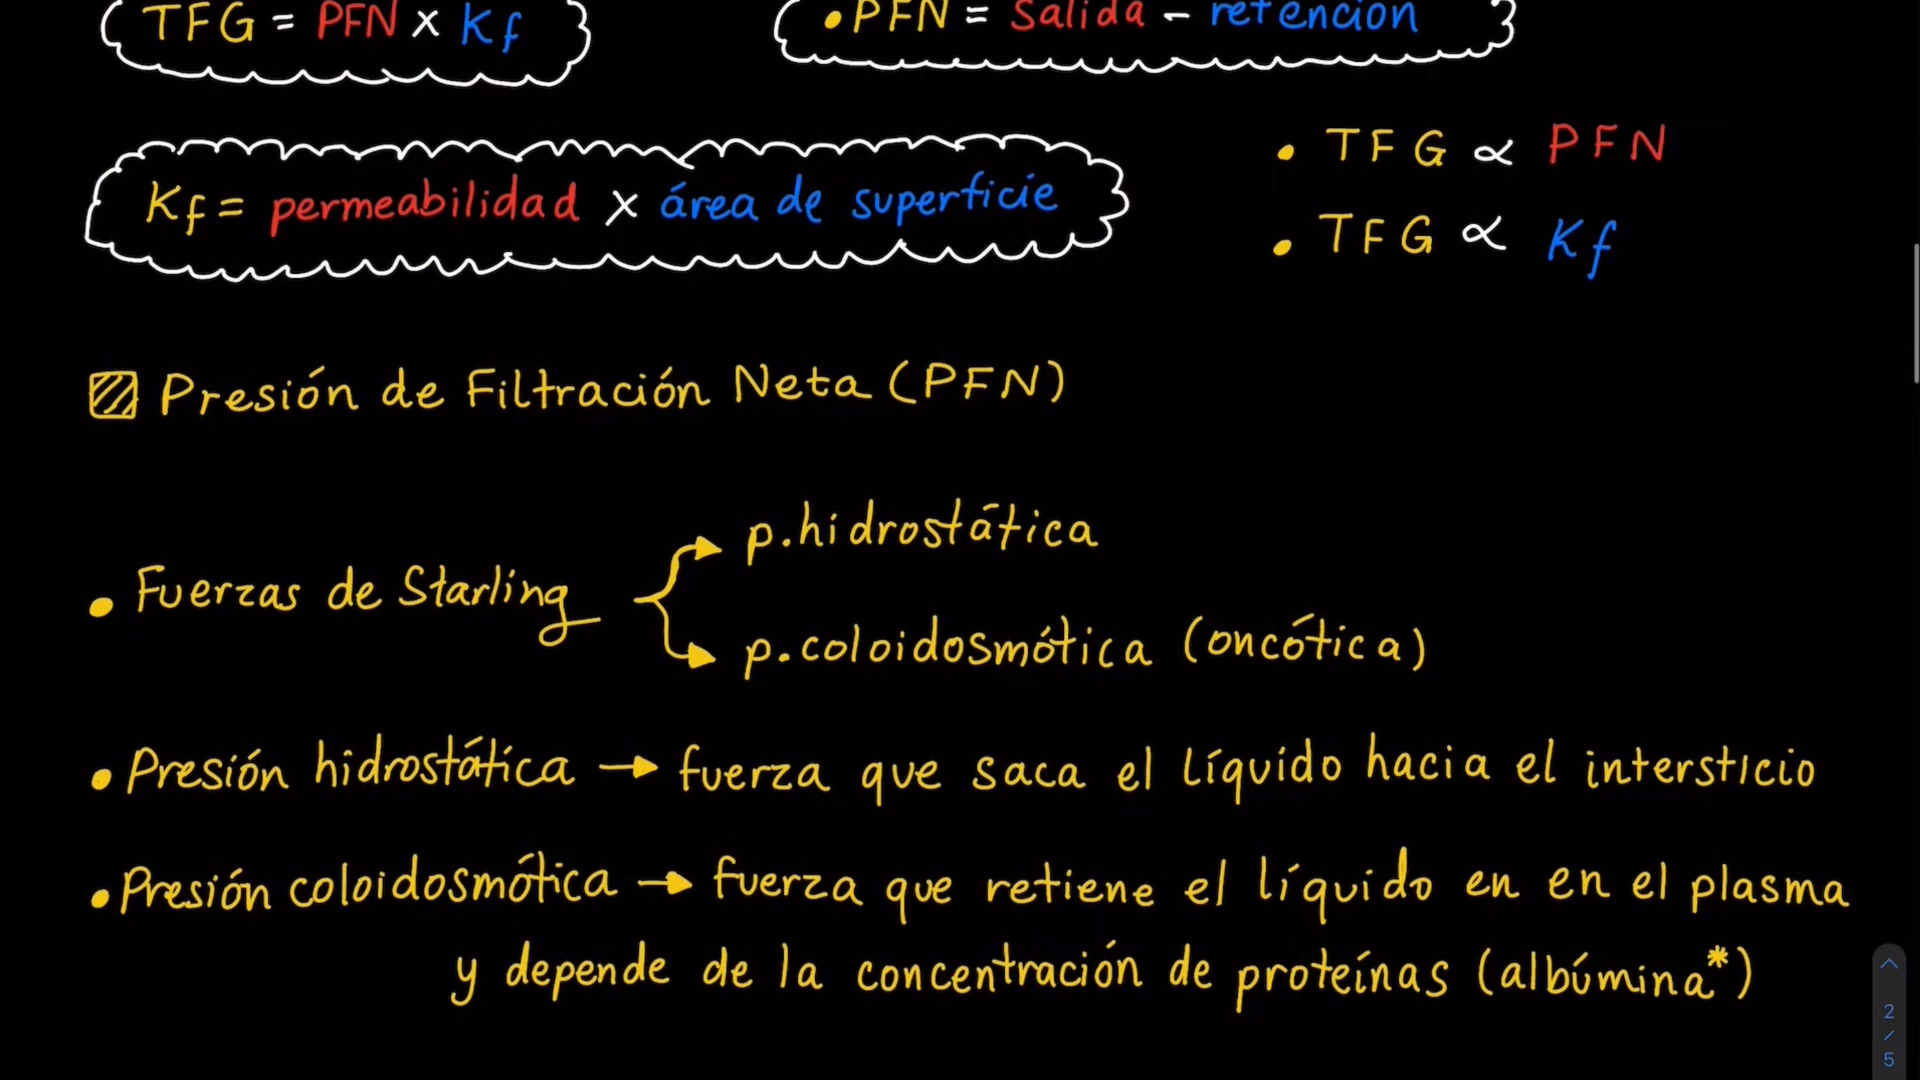 TFG = PFN x Kf
• PFN = Salida - retención
Kf = permeabilidad x área de superficie
• TFG ∝ PFN
• TFG ∝ Kf
Presión de Filtración Neta (PFN)
• Fuerzas de Starling
p.hidrostática
p.coloidosmótica (oncótica)
• Presión hidrostática → fuerza que saca el líquido hacia el intersticio
• Presión coloidosmótica → fuerza que retiene el líquido en en el plasma
y depende de la concentración de proteínas (albúmina*)
2
/
5